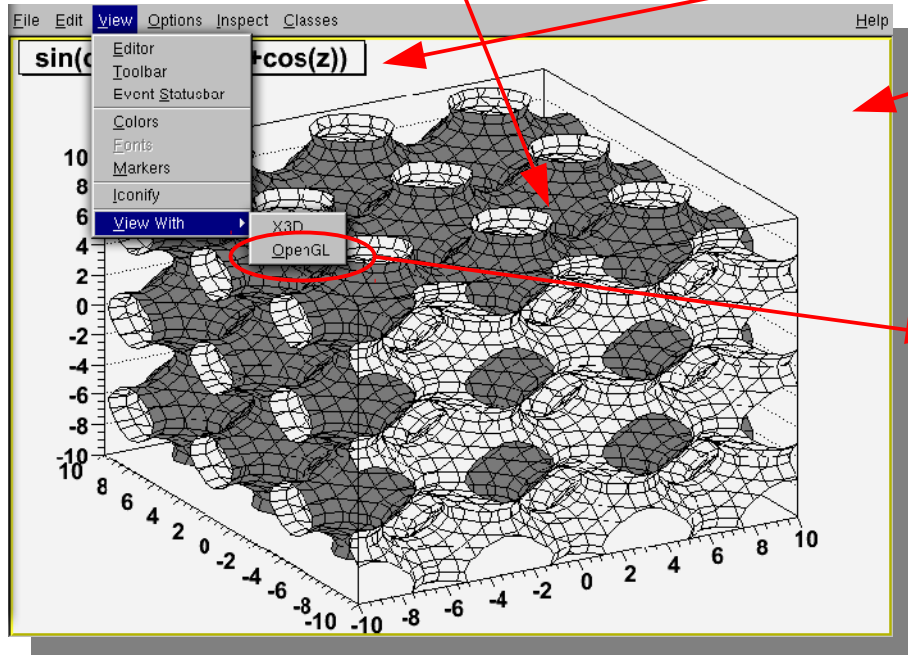 File Edit View Options Inspect Classes Help
sin(c +cos(z))
Editor
Toolbar
Event Statusbar
Colors
Fonts
Markers
Iconify
View With
X3D
OpenGL
10
8
6
4
2
0
-2
-4
-6
-8
-10
10
8
6
4
2
0
-2
-4
-6
-8
-10
-10
-8
-6
-4
-2
0
2
4
6
8
10